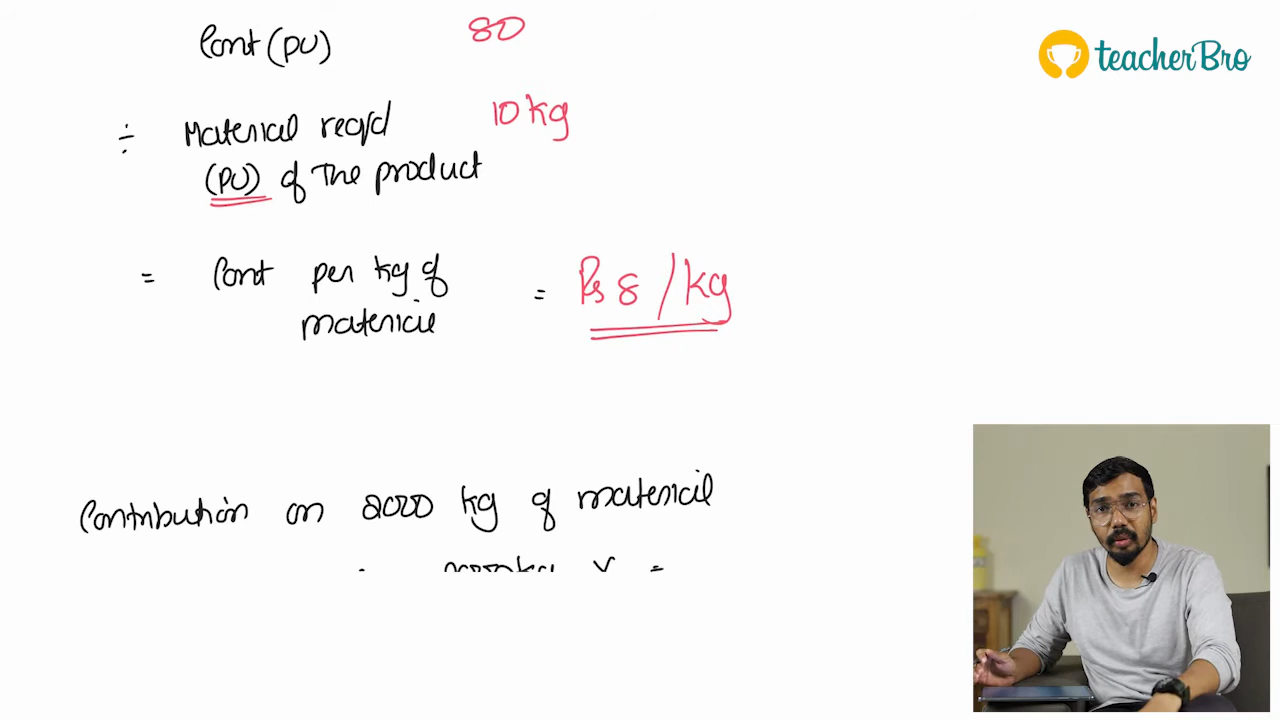 teacherBro
Cont (PU) 80
÷ Material reqd 10 kg
(PU) of the product
= Cont per kg of = Rs 8 / kg
material
Contribution on 2000 kg of material